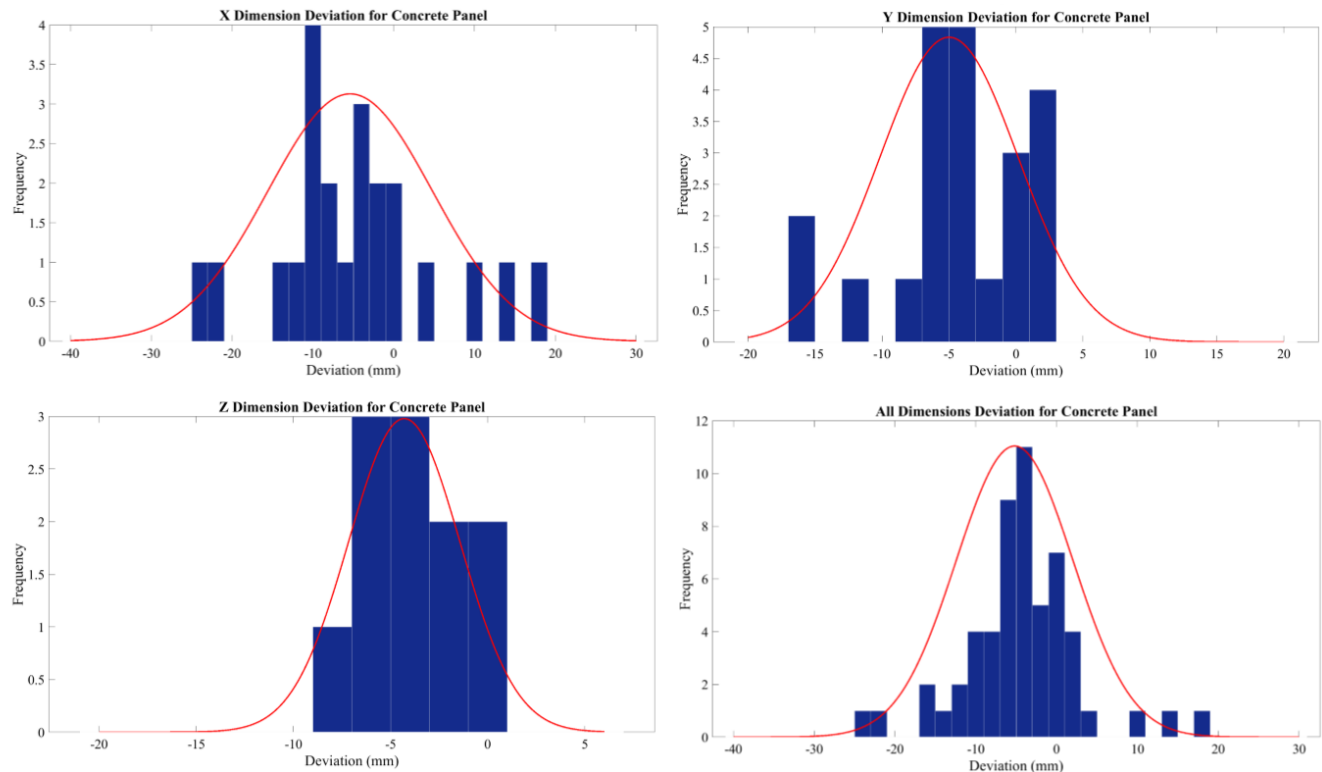 X Dimension Deviation for Concrete Panel
4
3.5
3
2.5
2
1.5
1
0.5
0
Frequency
-40 -30 -20 -10 0 10 20 30
Deviation (mm)
Y Dimension Deviation for Concrete Panel
5
4.5
4
3.5
3
2.5
2
1.5
1
0.5
0
Frequency
-20 -15 -10 -5 0 5 10 15 20
Deviation (mm)
Z Dimension Deviation for Concrete Panel
3
2.5
2
1.5
1
0.5
0
Frequency
-20 -15 -10 -5 0 5
Deviation (mm)
All Dimensions Deviation for Concrete Panel
12
10
8
6
4
2
0
Frequency
-40 -30 -20 -10 0 10 20 30
Deviation (mm)